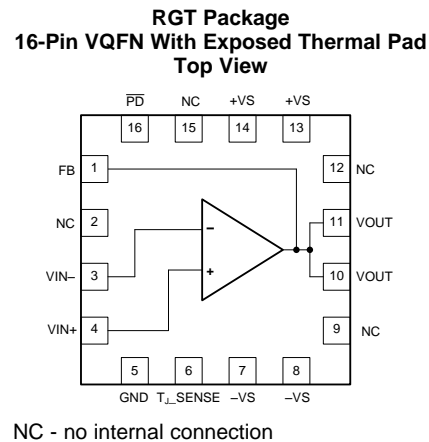 RGT Package
16-Pin VQFN With Exposed Thermal Pad
Top View
PD NC +VS +VS
16 15 14 13
FB 1 12 NC
NC 2 11 VOUT
VIN– 3 10 VOUT
VIN+ 4 9 NC
–
+
5 6 7 8
GND TJ_SENSE –VS –VS
NC - no internal connection